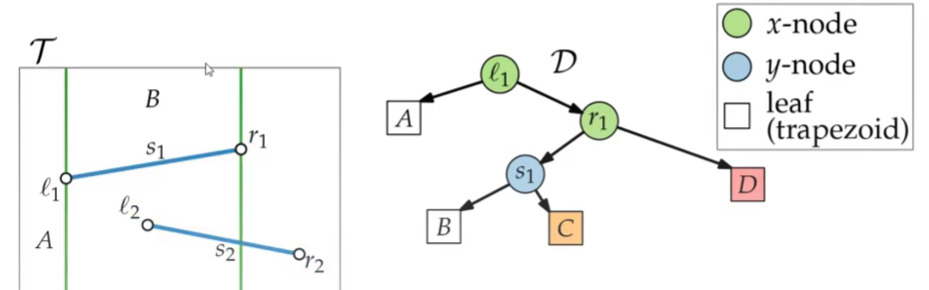 𝒯
B
s₁
r₁
ℓ₁
ℓ₂
A
s₂
r₂
𝒟
ℓ₁
A
r₁
s₁
D
B
C
x-node
y-node
leaf
(trapezoid)